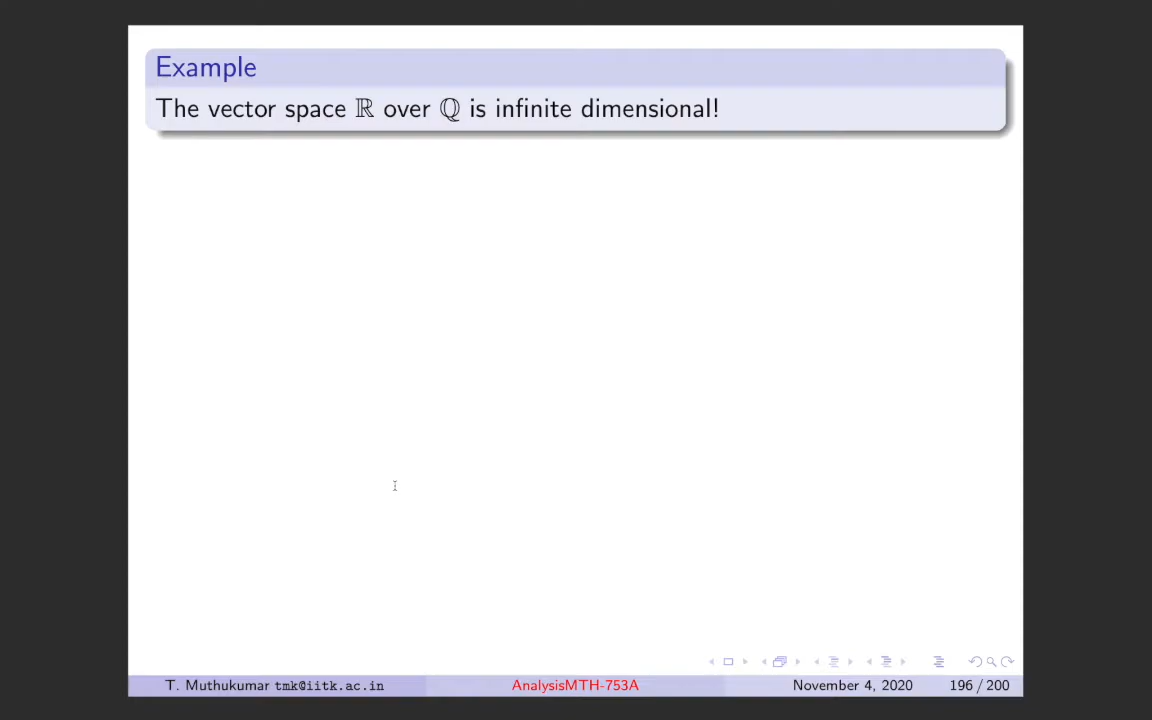 Example
The vector space ℝ over ℚ is infinite dimensional!
T. Muthukumar tmk@iitk.ac.in AnalysisMTH-753A November 4, 2020 196 / 200